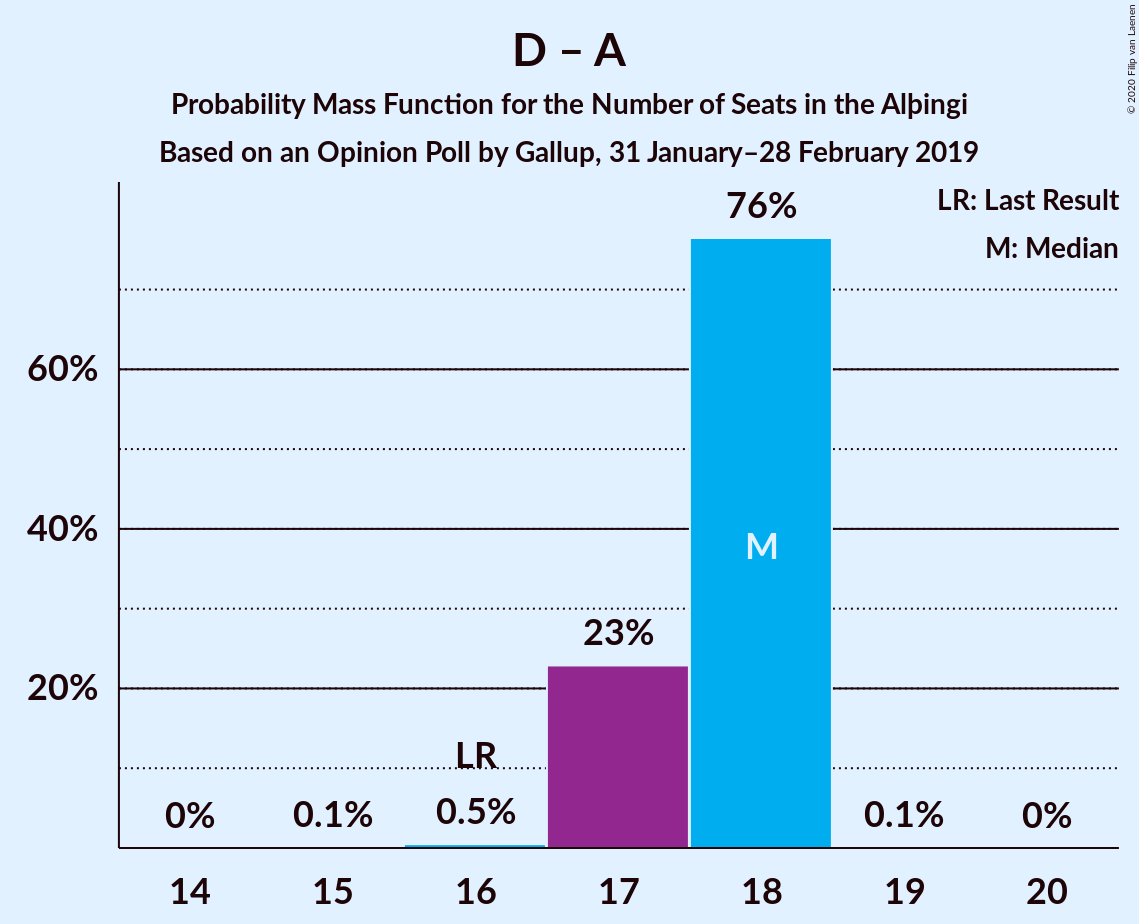 D – A
Probability Mass Function for the Number of Seats in the Alþingi
Based on an Opinion Poll by Gallup, 31 January–28 February 2019
© 2020 Filip van Laenen
LR: Last Result
M: Median
76%
60%
40%
M
23%
20%
LR
0%
0.1%
0.5%
0.1%
0%
14
15
16
17
18
19
20